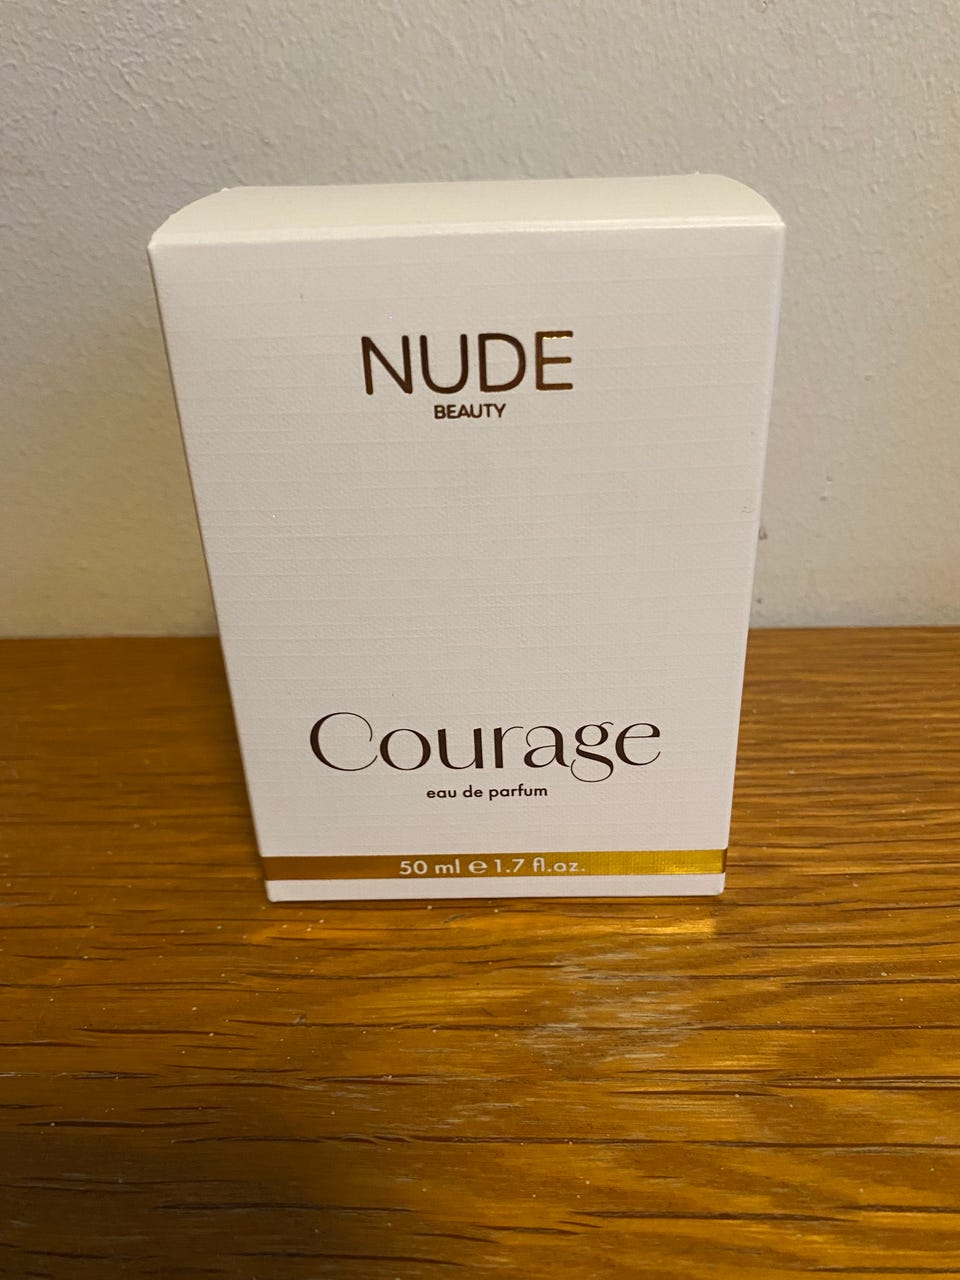 NUDE
BEAUTY
Courage
eau de parfum
50 ml ℮ 1.7 fl.oz.